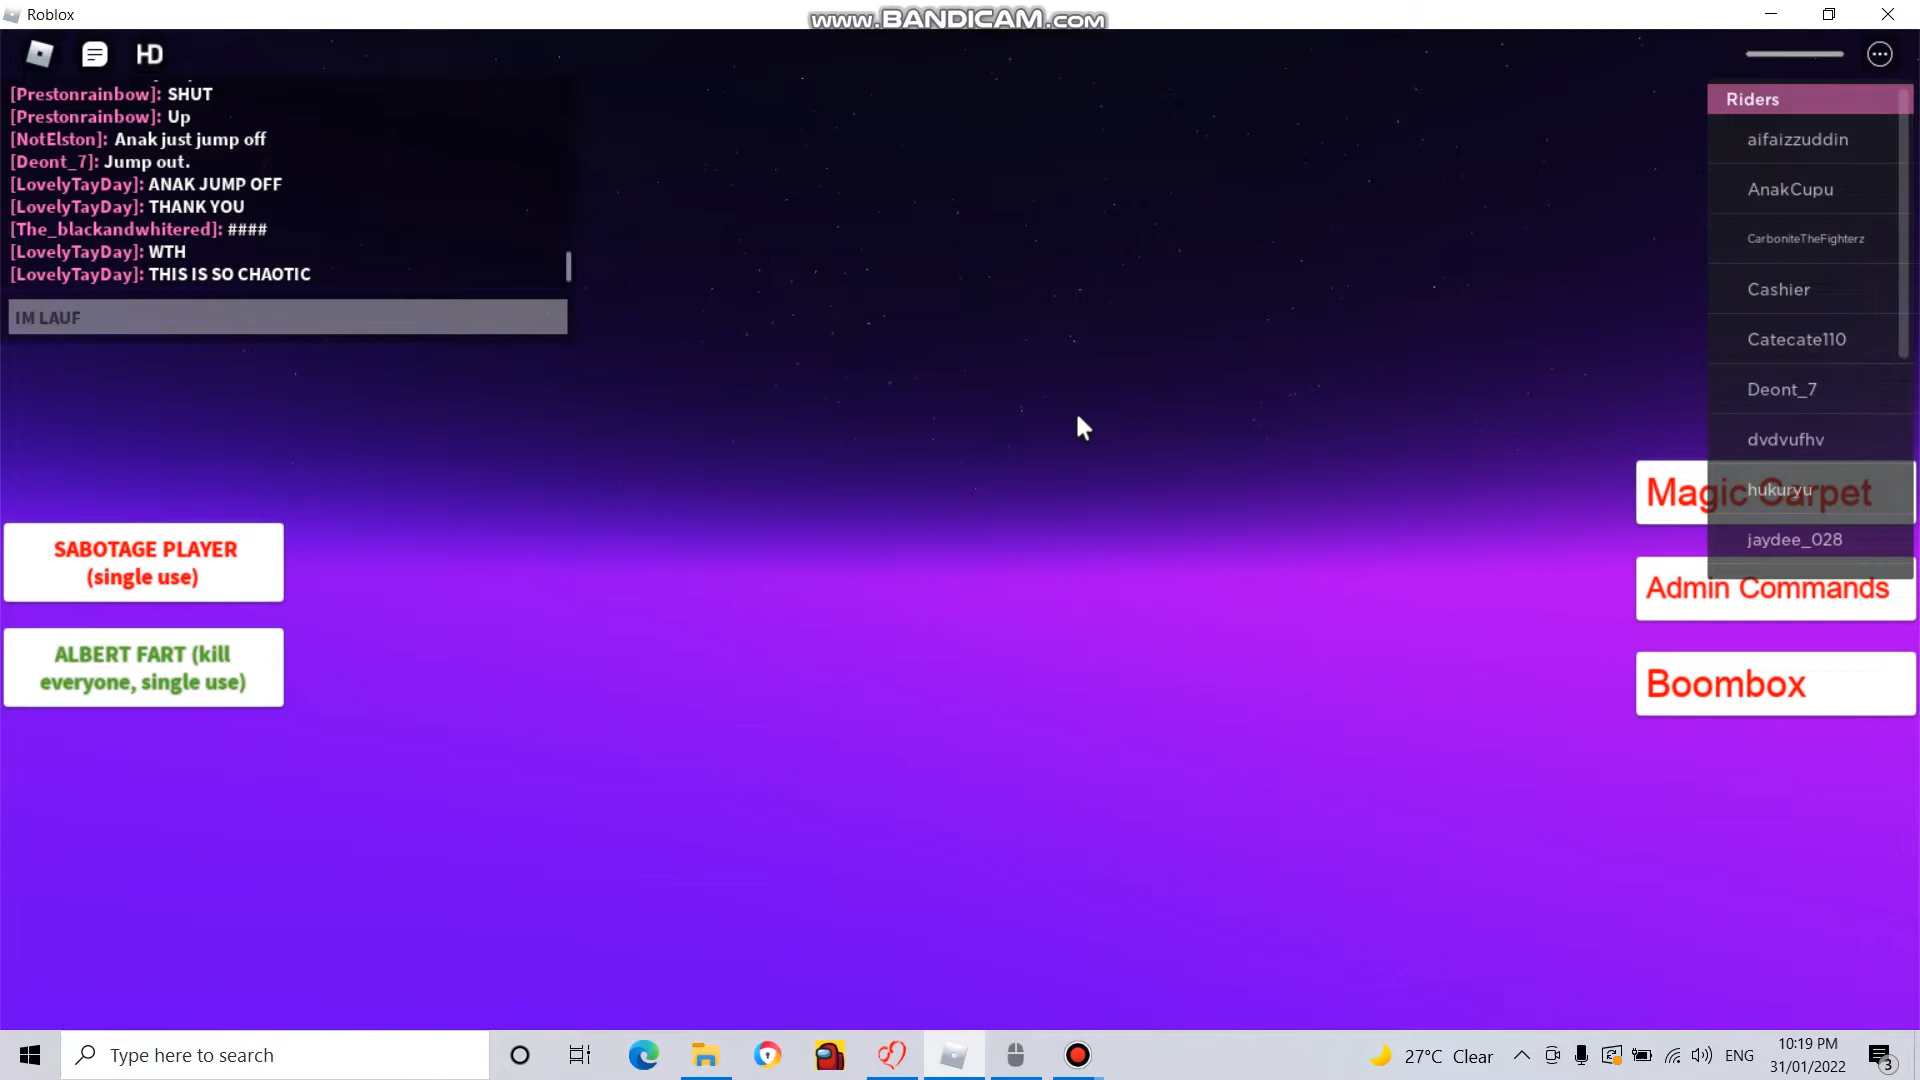 Roblox
www.BANDICAM.com
HD
[Prestonrainbow]: SHUT
[Prestonrainbow]: Up
[NotElston]: Anak just jump off
[Deont_7]: Jump out.
[LovelyTayDay]: ANAK JUMP OFF
[LovelyTayDay]: THANK YOU
[The_blackandwhitered]: ####
[LovelyTayDay]: WTH
[LovelyTayDay]: THIS IS SO CHAOTIC
IM LAUF
Riders
aifaizzuddin
AnakCupu
CarboniteTheFighterz
Cashier
Catecate110
Deont_7
dvdvufhv
hukuryu
jaydee_028
Magic Carpet
Admin Commands
Boombox
SABOTAGE PLAYER
(single use)
ALBERT FART (kill
everyone, single use)
Type here to search
27°C Clear
ENG
10:19 PM
31/01/2022
3